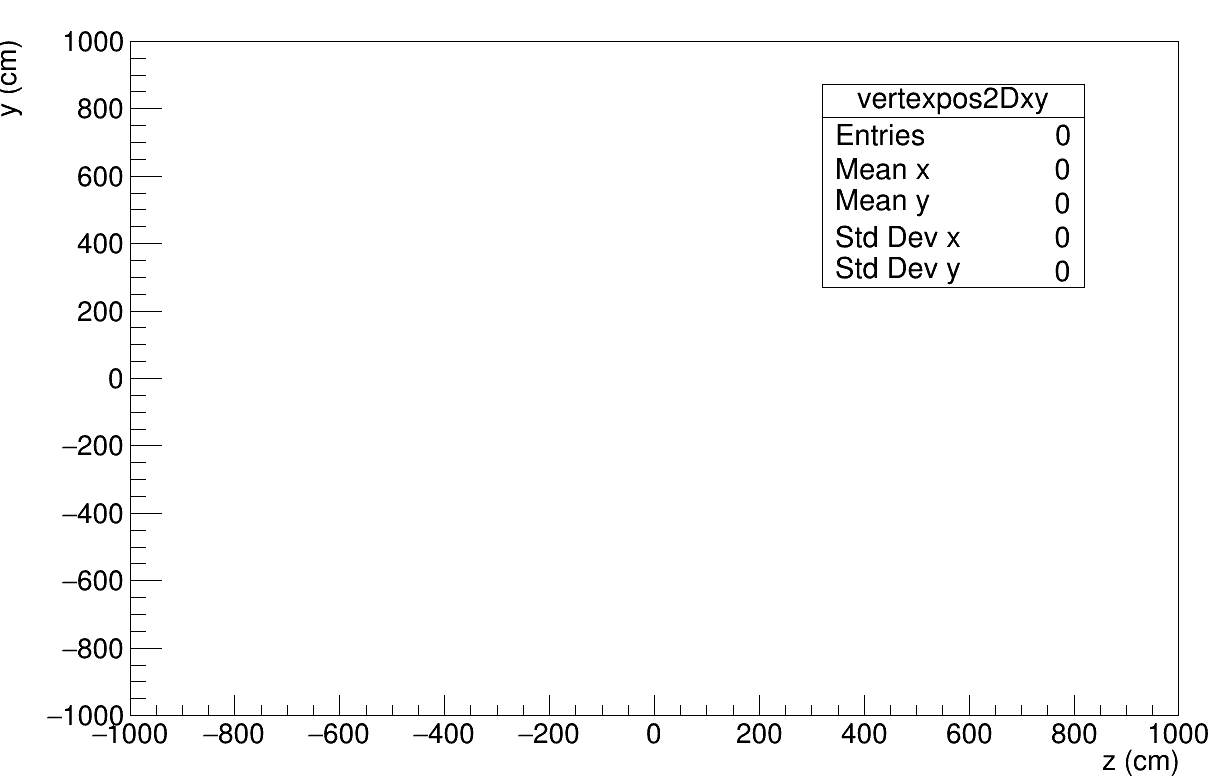 y (cm)
1000
800
600
400
200
0
−200
−400
−600
−800
−1000
vertexpos2Dxy
Entries 0
Mean x 0
Mean y 0
Std Dev x 0
Std Dev y 0
−1000 −800 −600 −400 −200 0 200 400 600 800 1000
z (cm)